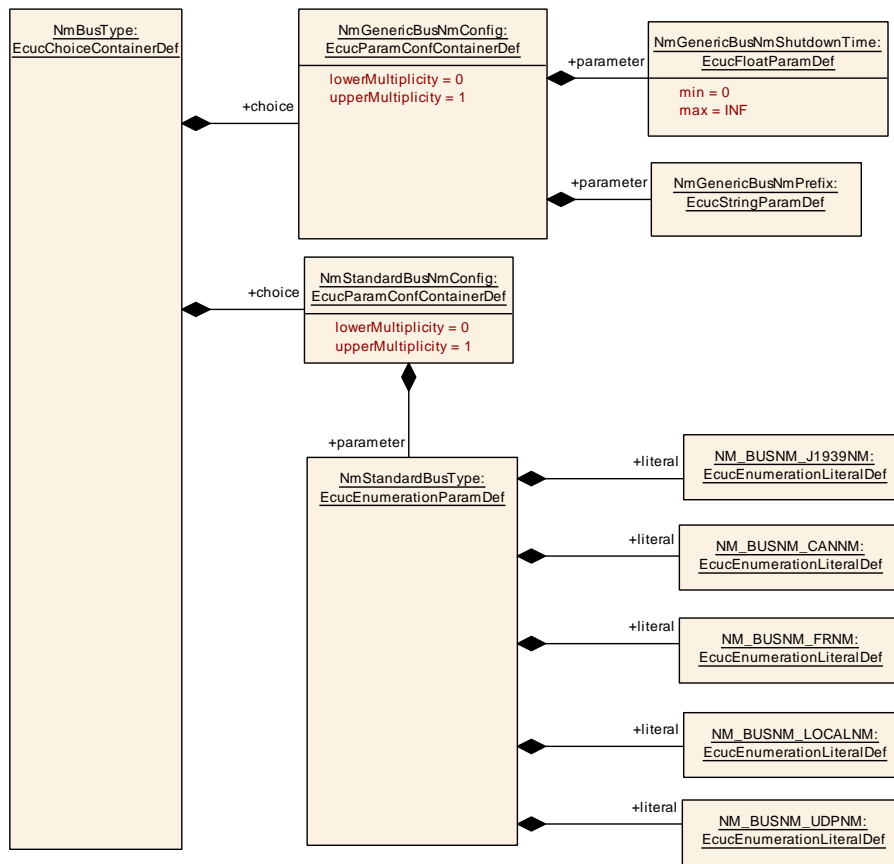 NmBusType:
EcucChoiceContainerDef
+choice
NmGenericBusNmConfig:
EcucParamConfContainerDef
lowerMultiplicity = 0
upperMultiplicity = 1
+parameter
NmGenericBusNmShutdownTime:
EcucFloatParamDef
min = 0
max = INF
+parameter
NmGenericBusNmPrefix:
EcucStringParamDef
+choice
NmStandardBusNmConfig:
EcucParamConfContainerDef
lowerMultiplicity = 0
upperMultiplicity = 1
+parameter
NmStandardBusType:
EcucEnumerationParamDef
+literal
NM_BUSNM_J1939NM:
EcucEnumerationLiteralDef
+literal
NM_BUSNM_CANNM:
EcucEnumerationLiteralDef
+literal
NM_BUSNM_FRNM:
EcucEnumerationLiteralDef
+literal
NM_BUSNM_LOCALNM:
EcucEnumerationLiteralDef
+literal
NM_BUSNM_UDPNM:
EcucEnumerationLiteralDef